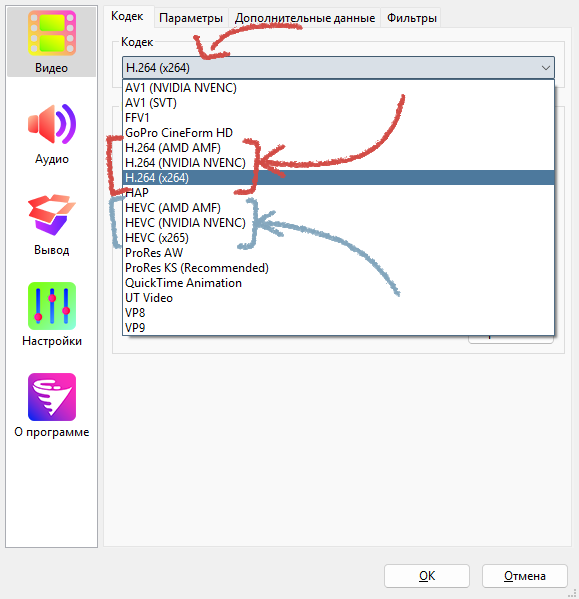 Кодек
Параметры
Дополнительные данные
Фильтры
Видео
Аудио
Вывод
Настройки
О программе
Кодек
H.264 (x264)
AV1 (NVIDIA NVENC)
AV1 (SVT)
FFV1
GoPro CineForm HD
H.264 (AMD AMF)
H.264 (NVIDIA NVENC)
H.264 (x264)
HAP
HEVC (AMD AMF)
HEVC (NVIDIA NVENC)
HEVC (x265)
ProRes AW
ProRes KS (Recommended)
QuickTime Animation
UT Video
VP8
VP9
OK
Отмена